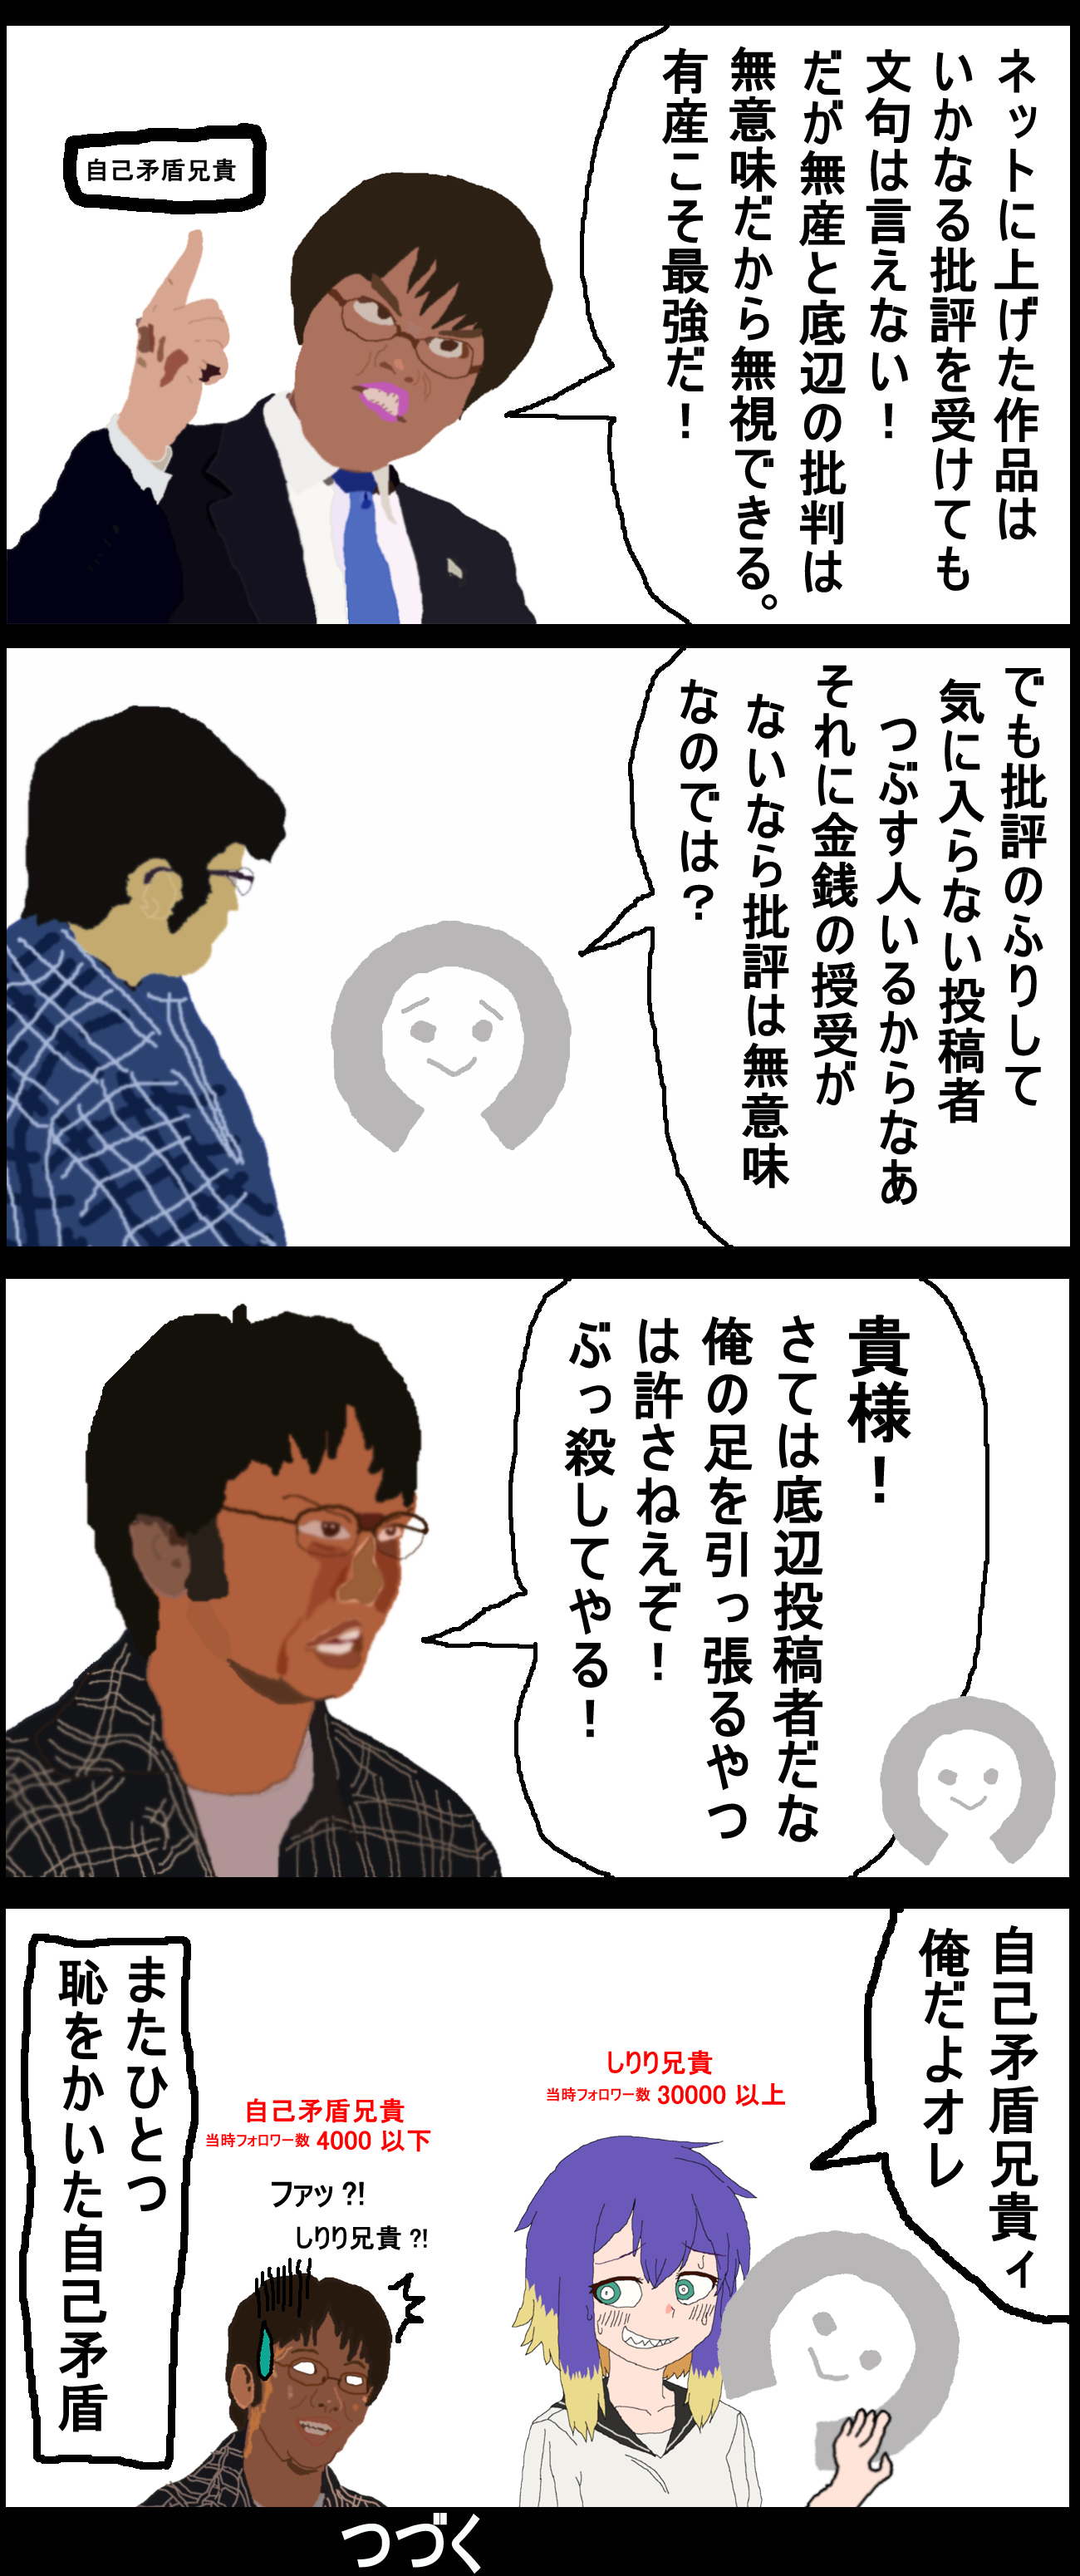 ネットに上げた作品は
いかなる批評を受けても
文句は言えない！
だが無産と底辺の批判は
無意味だから無視できる。
有産こそ最強だ！
自己矛盾兄貴
でも批評のふりして
気に入らない投稿者
つぶす人いるからなあ
それに金銭の授受が
ないなら批評は無意味
なのでは？
貴様！
さては底辺投稿者だな
俺の足を引っ張るやつ
は許さねえぞ！
ぶっ殺してやる！
自己矛盾兄貴ィ
俺だよオレ
しりり兄貴
当時フォロワー数 30000 以上
自己矛盾兄貴
当時フォロワー数 4000 以下
ファッ?!
しりり兄貴?!
またひとつ
恥をかいた自己矛盾
つづく